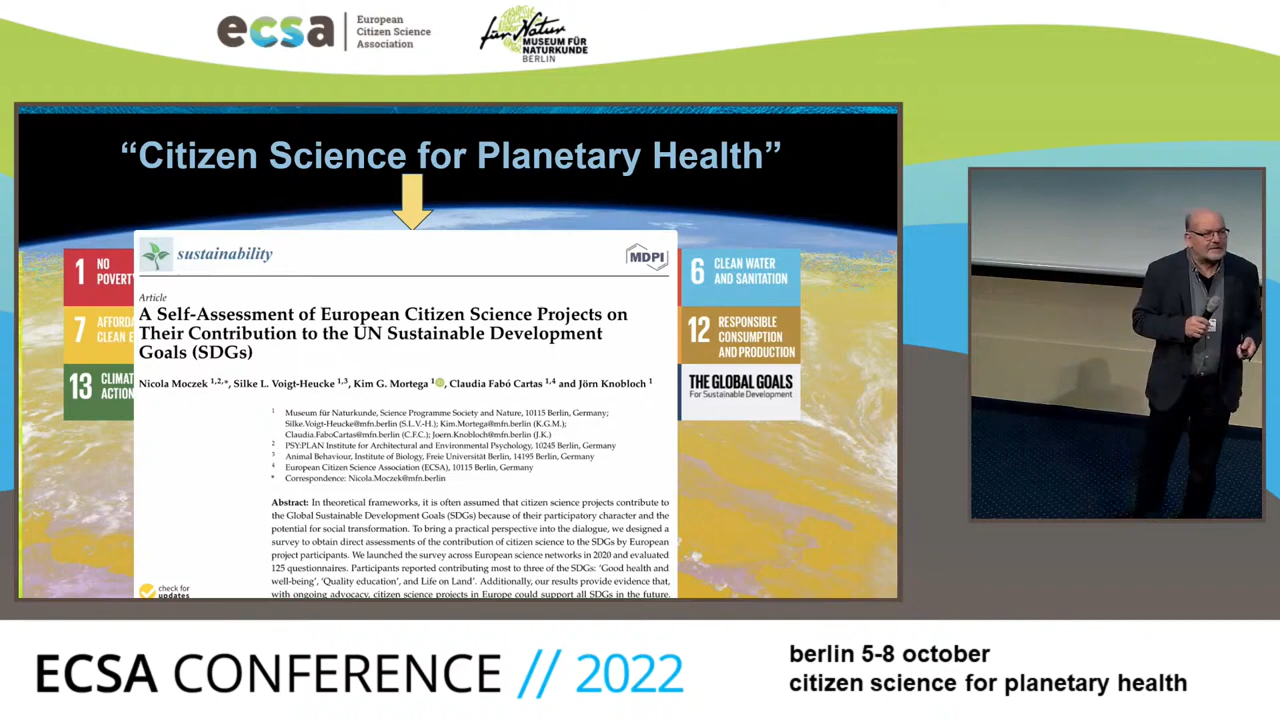 ecsa
European
Citizen Science
Association
für Natur
MUSEUM FÜR
NATURKUNDE
BERLIN
“Citizen Science for Planetary Health”
1 NO
POVERTY
7 AFFORDA
CLEAN E
13 CLIMAT
ACTION
6 CLEAN WATER
AND SANITATION
12 RESPONSIBLE
CONSUMPTION
AND PRODUCTION
THE GLOBAL GOALS
For Sustainable Development
sustainability
MDPI
Article
A Self-Assessment of European Citizen Science Projects on
Their Contribution to the UN Sustainable Development
Goals (SDGs)
Nicola Moczek 1,2,*, Silke L. Voigt-Heucke 1,3, Kim G. Mortega 1, Claudia Fabó Cartas 1,4 and Jörn Knobloch 1
1 Museum für Naturkunde, Science Programme Society and Nature, 10115 Berlin, Germany;
Silke.Voigt-Heucke@mfn.berlin (S.L.V.-H.); Kim.Mortega@mfn.berlin (K.G.M.);
Claudia.FaboCartas@mfn.berlin (C.F.C.); Joern.Knobloch@mfn.berlin (J.K.)
2 PSY:PLAN Institute for Architectural and Environmental Psychology, 10245 Berlin, Germany
3 Animal Behaviour, Institute of Biology, Freie Universität Berlin, 14195 Berlin, Germany
4 European Citizen Science Association (ECSA), 10115 Berlin, Germany
* Correspondence: Nicola.Moczek@mfn.berlin
Abstract: In theoretical frameworks, it is often assumed that citizen science projects contribute to
the Global Sustainable Development Goals (SDGs) because of their participatory character and the
potential for social transformation. To bring a practical perspective into the dialogue, we designed a
survey to obtain direct assessments of the contribution of citizen science to the SDGs by European
project participants. We launched the survey across European science networks in 2020 and evaluated
125 questionnaires. Participants reported contributing most to three of the SDGs: ‘Good health and
well-being’, ‘Quality education’, and Life on Land’. Additionally, our results provide evidence that,
with ongoing advocacy, citizen science projects in Europe could support all SDGs in the future.
check for
updates
ECSA CONFERENCE // 2022
berlin 5-8 october
citizen science for planetary health